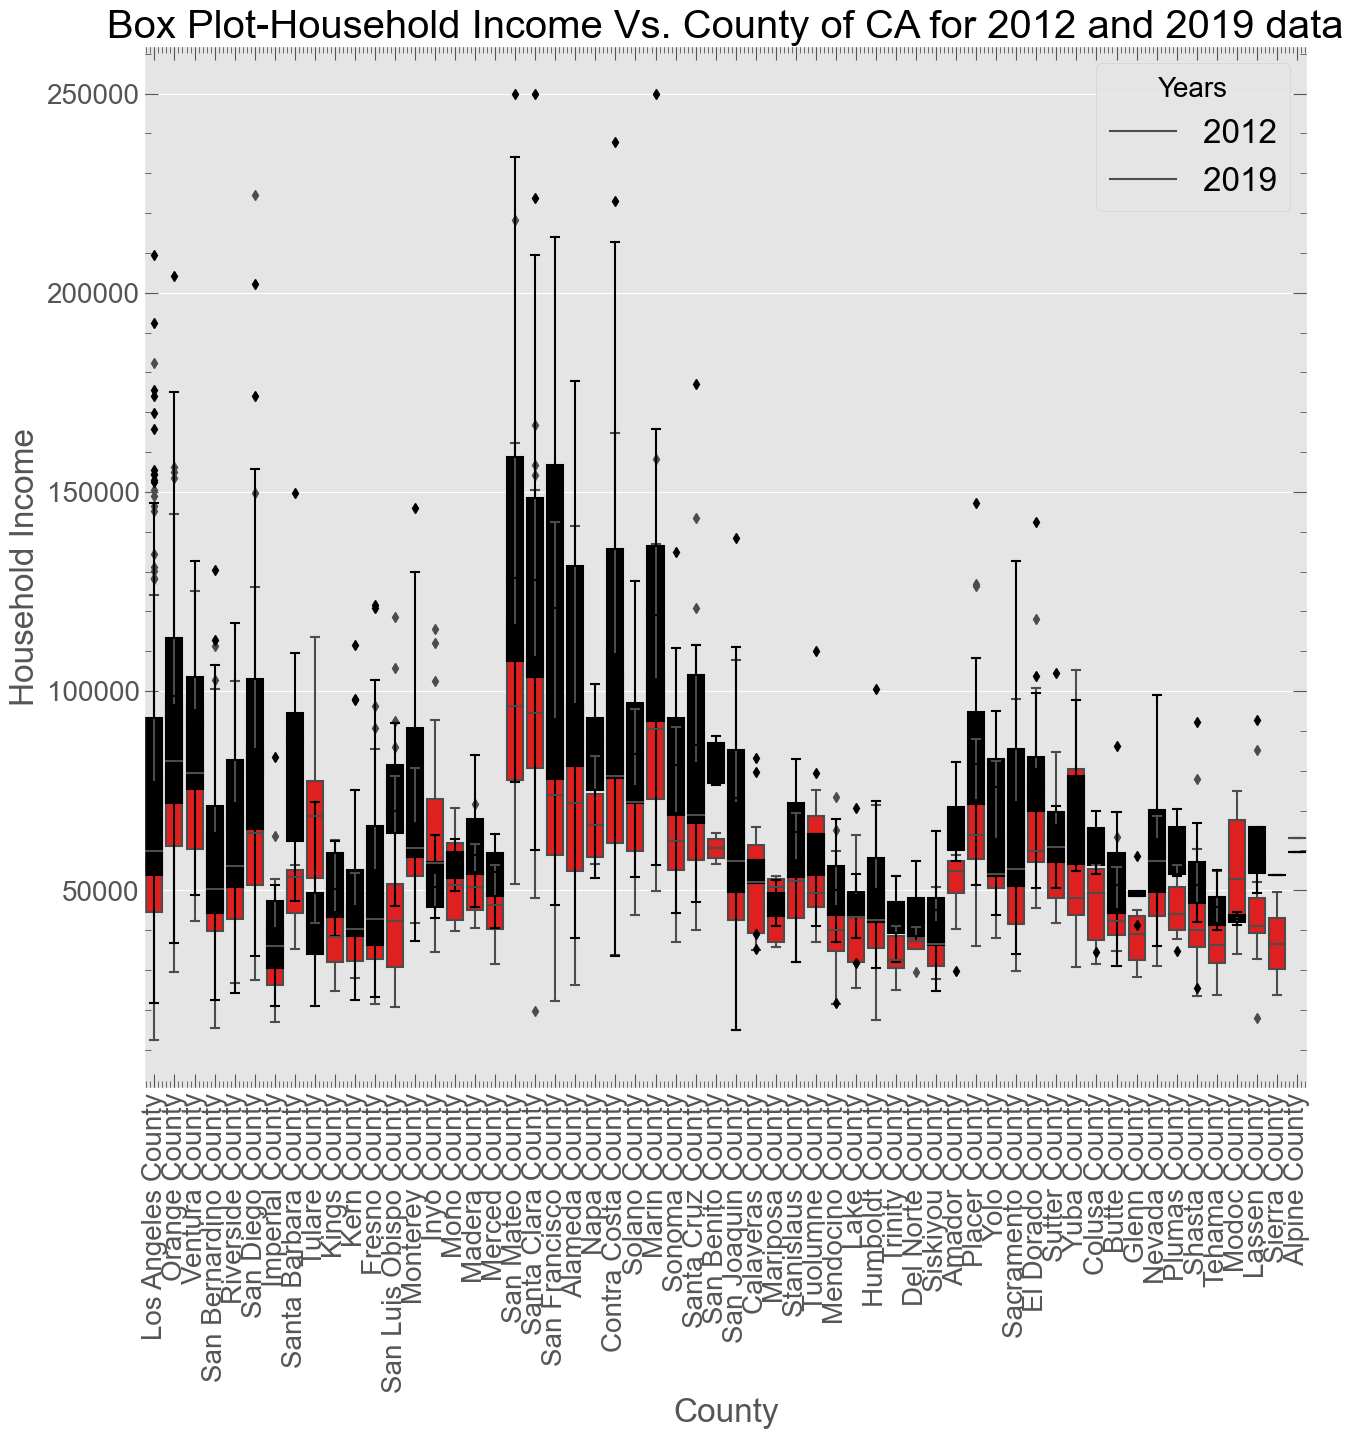 Box Plot-Household Income Vs. County of CA for 2012 and 2019 data
Years
2012
2019
250000
200000
150000
100000
50000
Household Income
Los Angeles County
Orange County
Ventura County
San Bernardino County
Riverside County
San Diego County
Imperial County
Santa Barbara County
Tulare County
Kings County
Kern County
Fresno County
San Luis Obispo County
Monterey County
Inyo County
Mono County
Madera County
Merced County
San Mateo County
Santa Clara County
San Francisco County
Alameda County
Napa County
Contra Costa County
Solano County
Marin County
Sonoma County
Santa Cruz County
San Benito County
San Joaquin County
Calaveras County
Mariposa County
Stanislaus County
Tuolumne County
Mendocino County
Lake County
Humboldt County
Trinity County
Del Norte County
Siskiyou County
Amador County
Placer County
Yolo County
Sacramento County
El Dorado County
Sutter County
Yuba County
Colusa County
Butte County
Glenn County
Nevada County
Plumas County
Shasta County
Tehama County
Modoc County
Lassen County
Sierra County
Alpine County
County